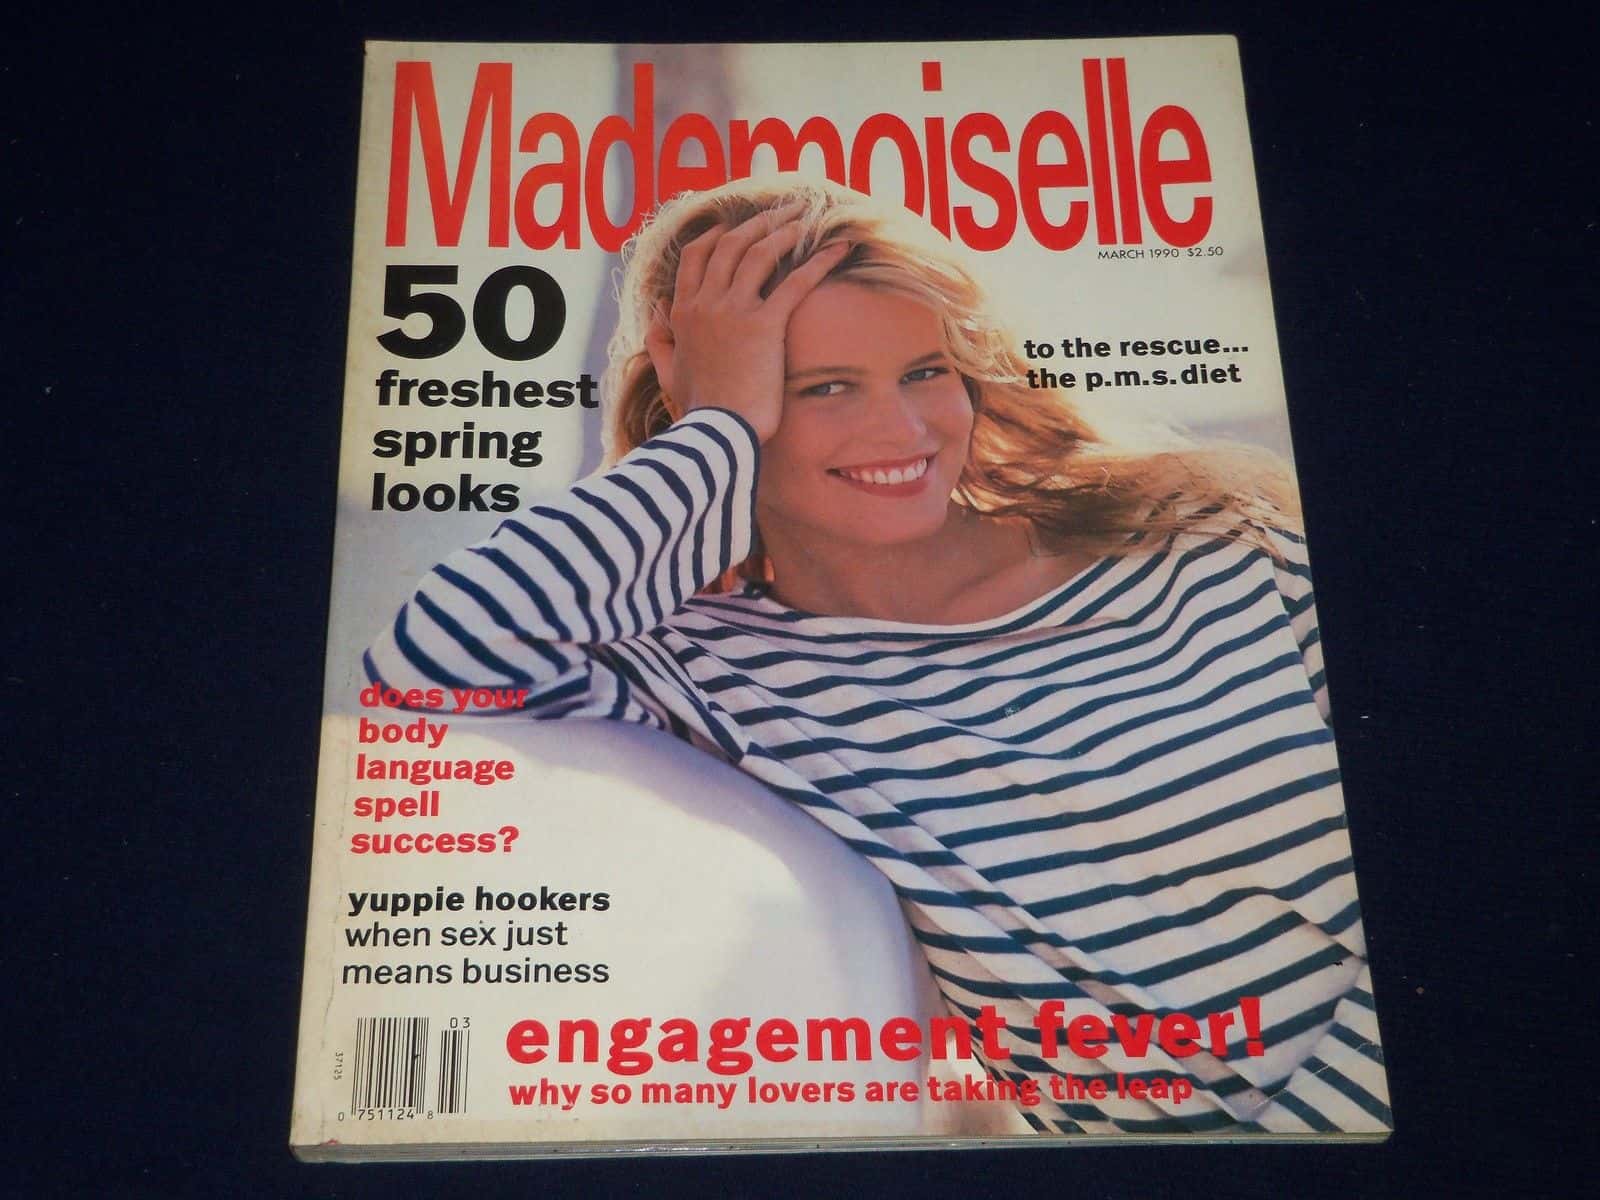 Mademoiselle
MARCH 1990 $2.50
50
freshest
spring
looks
to the rescue...
the p.m.s. diet
does your
body
language
spell
success?
yuppie hookers
when sex just
means business
engagement fever!
why so many lovers are taking the leap
03
37125
0 751124 8